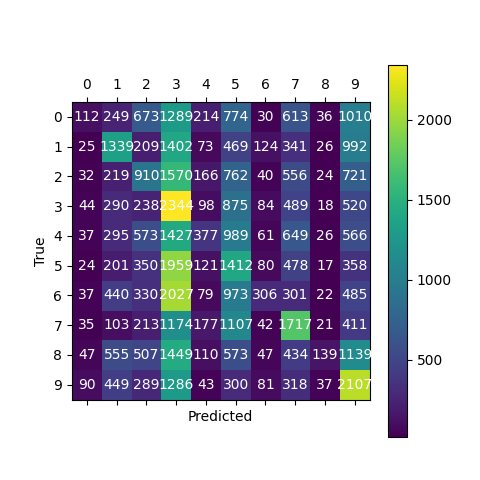 0 1 2 3 4 5 6 7 8 9
0 112 249 673 1289 214 774 30 613 36 1010
1 25 1339 209 1402 73 469 124 341 26 992
2 32 219 910 1570 166 762 40 556 24 721
3 44 290 238 2344 98 875 84 489 18 520
4 37 295 573 1427 377 989 61 649 26 566
5 24 201 350 1959 121 1412 80 478 17 358
6 37 440 330 2027 79 973 306 301 22 485
7 35 103 213 1174 177 1107 42 1717 21 411
8 47 555 507 1449 110 573 47 434 139 1139
9 90 449 289 1286 43 300 81 318 37 2107
True
Predicted
2000
1500
1000
500